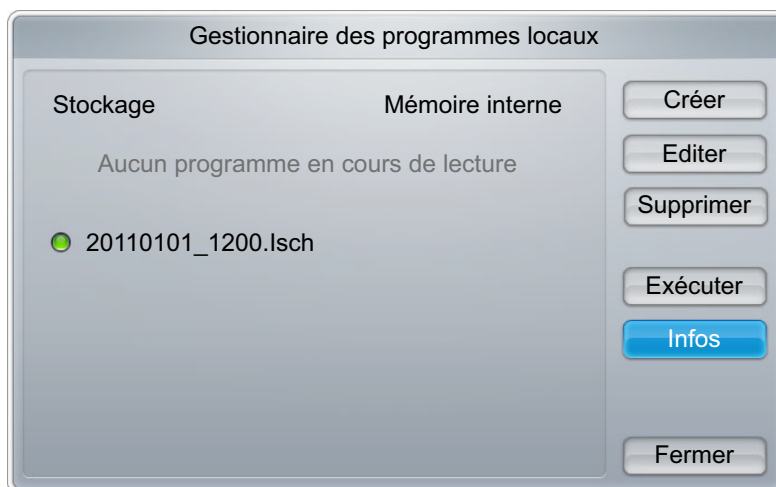 Gestionnaire des programmes locaux
Stockage Mémoire interne
Aucun programme en cours de lecture
20110101_1200.lsch
Créer
Editer
Supprimer
Exécuter
Infos
Fermer